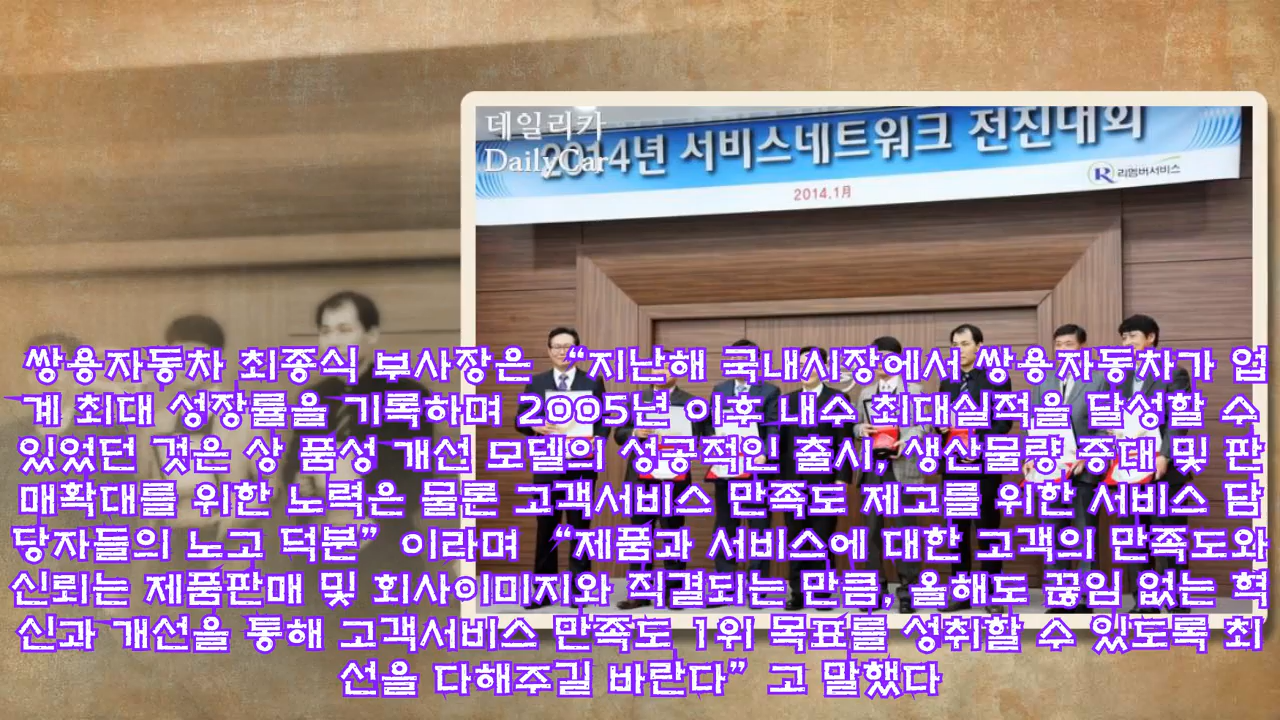 데일리카
DailyCar
2014년 서비스네트워크 전진대회
2014.1月
R 리멤버서비스
쌍용자동차 최종식 부사장은 “지난해 국내시장에서 쌍용자동차가 업
계 최대 성장률을 기록하며 2005년 이후 내수 최대실적을 달성할 수
있었던 것은 상 품성 개선 모델의 성공적인 출시, 생산물량 증대 및 판
매확대를 위한 노력은 물론 고객서비스 만족도 제고를 위한 서비스 담
당자들의 노고 덕분” 이라며 “제품과 서비스에 대한 고객의 만족도와
신뢰는 제품판매 및 회사이미지와 직결되는 만큼, 올해도 끊임 없는 혁
신과 개선을 통해 고객서비스 만족도 1위 목표를 성취할 수 있도록 최
선을 다해주길 바란다” 고 말했다